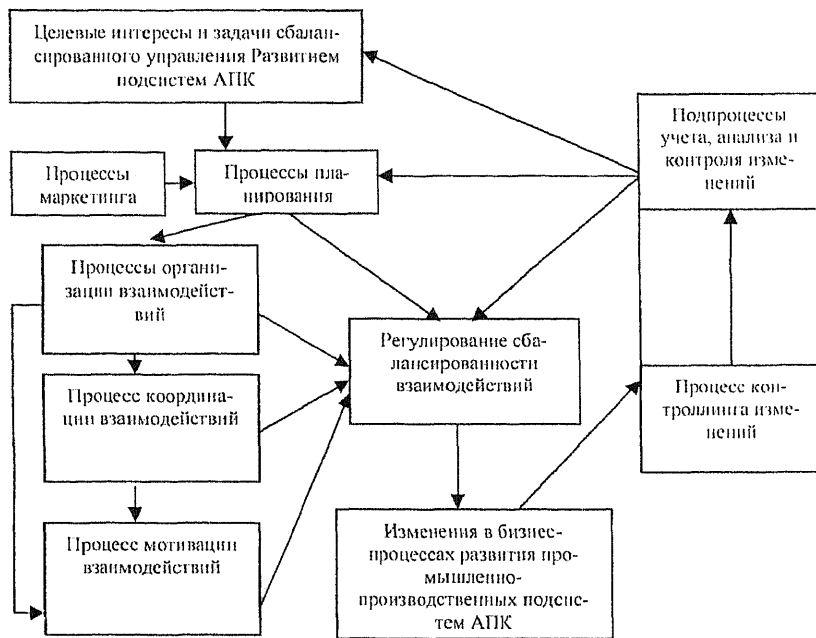 Целевые интересы и задачи сбалан-
сированного управления Развитием
подсистем АПК
Подпроцессы
учета, анализа и
контроля изме-
нений
Процессы
маркетинга
Процессы пла-
нирования
Процессы органи-
зации взаимодейст-
вий
Регулирование сба-
лансированности
взаимодействий
Процесс координа-
ции взаимодействий
Процесс кон-
троллинга изме-
нений
Процесс мотивации
взаимодействий
Изменения в бизнес-
процессах развития про-
мышленно-
производственных подсис-
тем АПК